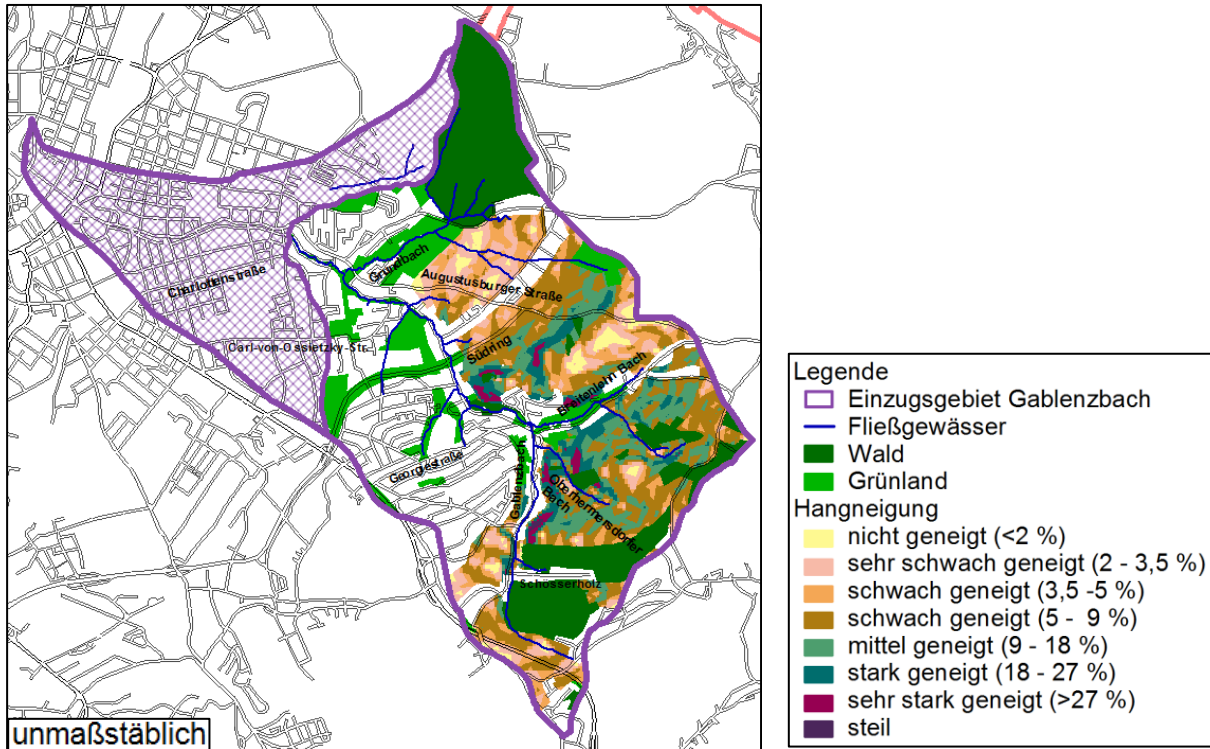 Grundbach
Augustusburger Straße
Charlottenstraße
Carl-von-Ossietzky-Str.
Südring
Breitenlehn Bach
Georgistraße
Gablenzbach
Oberhermersdorfer
Bach
Schösserholz
unmaßstäblich
Legende
Einzugsgebiet Gablenzbach
Fließgewässer
Wald
Grünland
Hangneigung
nicht geneigt (<2 %)
sehr schwach geneigt (2 - 3,5 %)
schwach geneigt (3,5 -5 %)
schwach geneigt (5 - 9 %)
mittel geneigt (9 - 18 %)
stark geneigt (18 - 27 %)
sehr stark geneigt (>27 %)
steil